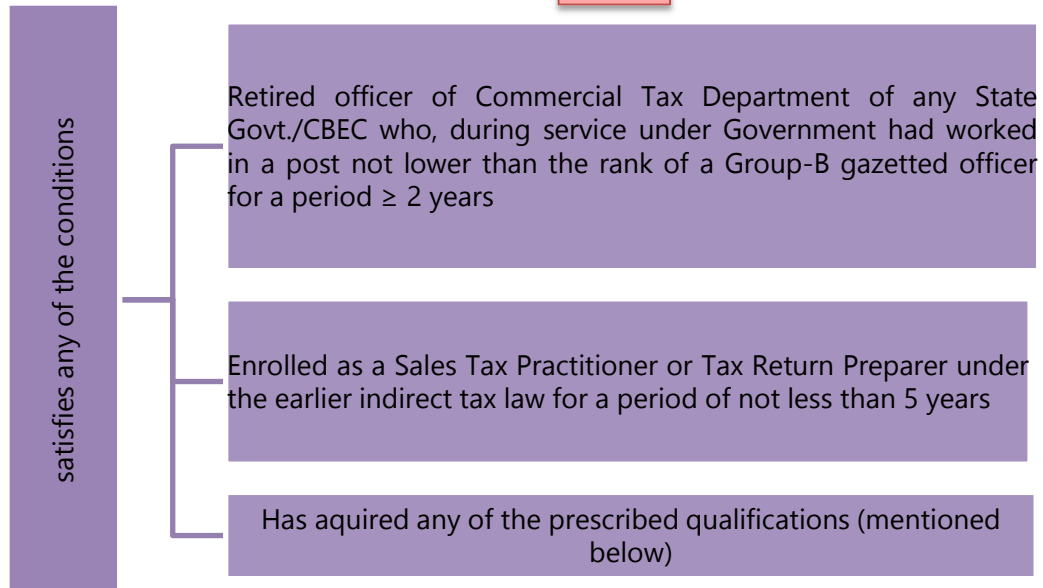 satisfies any of the conditions
Retired officer of Commercial Tax Department of any State
Govt./CBEC who, during service under Government had worked
in a post not lower than the rank of a Group-B gazetted officer
for a period ≥ 2 years
Enrolled as a Sales Tax Practitioner or Tax Return Preparer under
the earlier indirect tax law for a period of not less than 5 years
Has aquired any of the prescribed qualifications (mentioned
below)